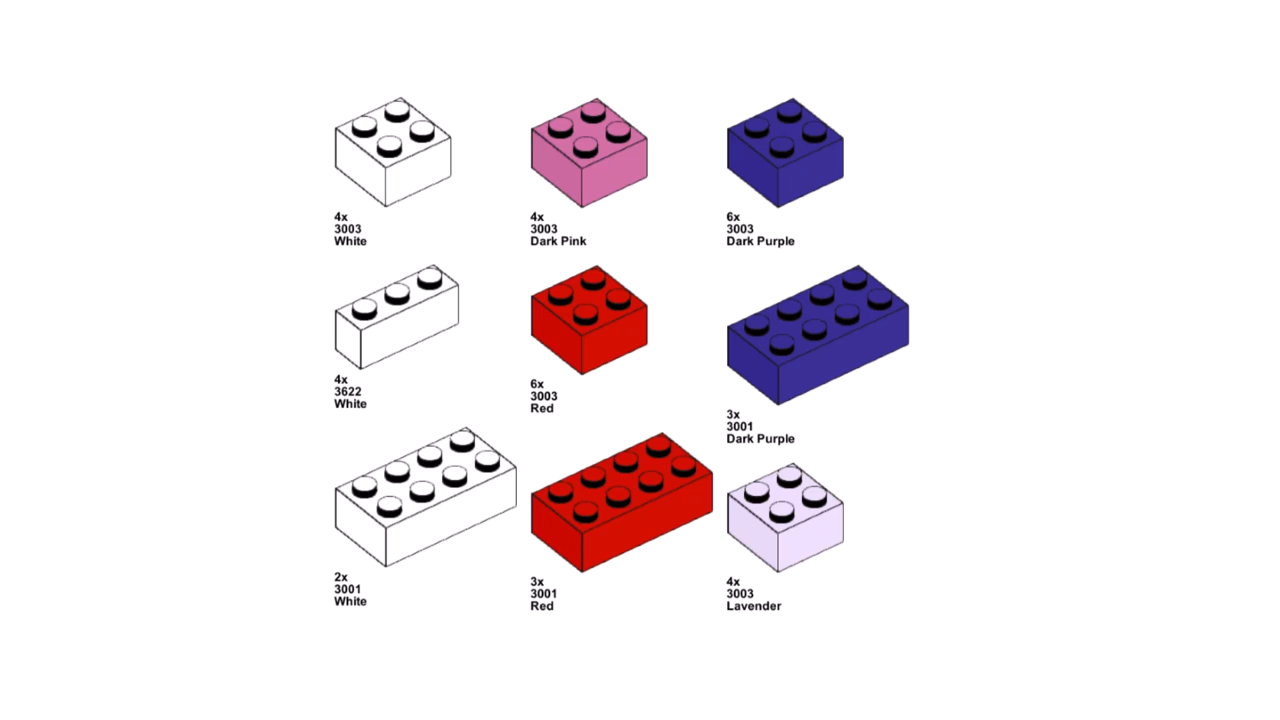 4x
3003
White
4x
3003
Dark Pink
6x
3003
Dark Purple
4x
3622
White
6x
3003
Red
3x
3001
Dark Purple
2x
3001
White
3x
3001
Red
4x
3003
Lavender